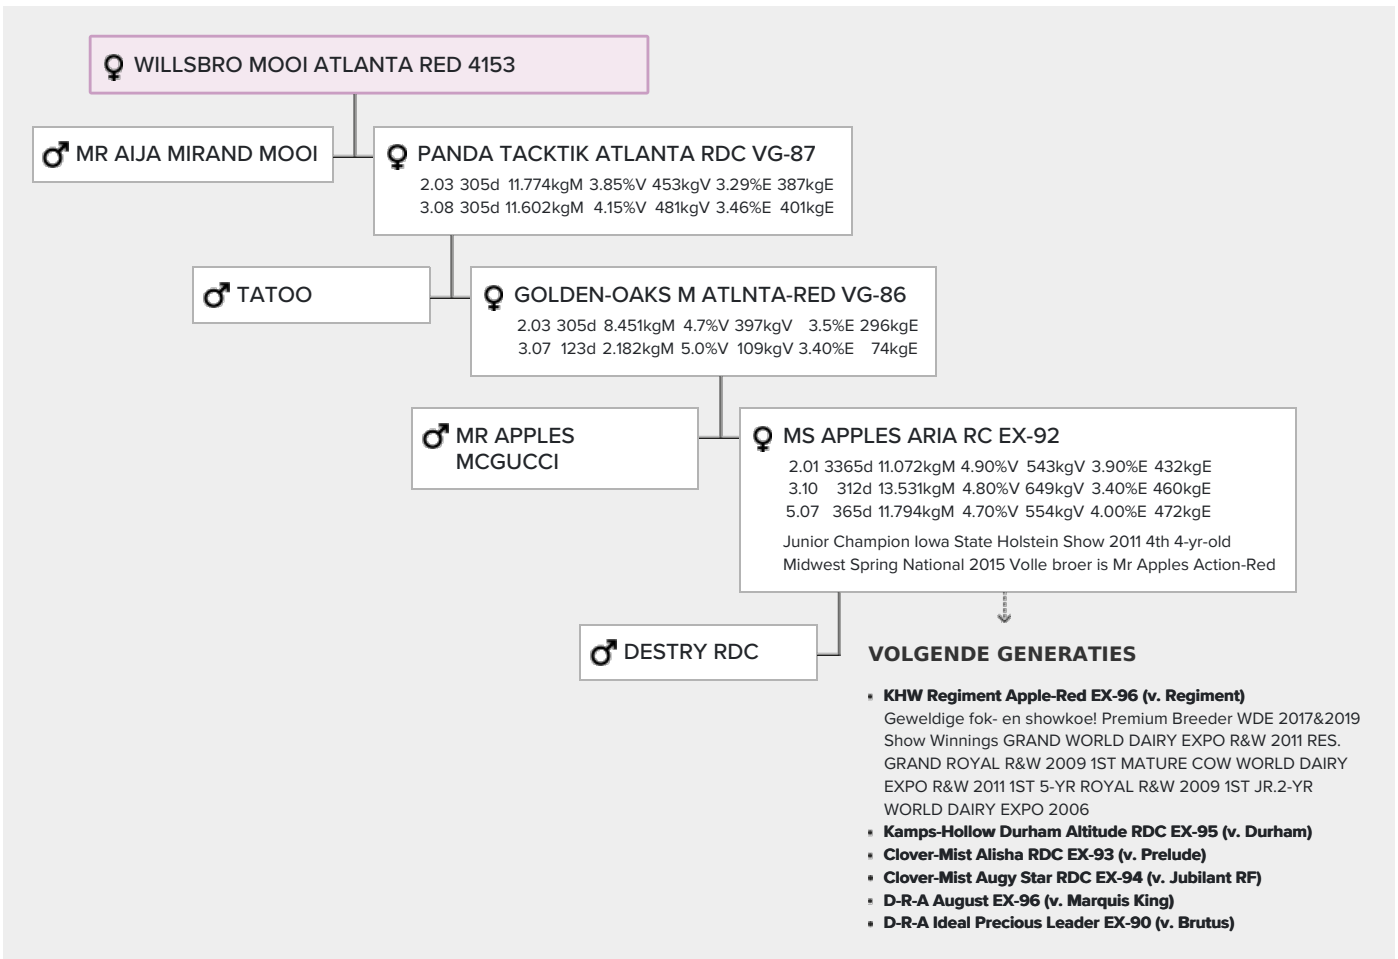 WILLSBRO MOOI ATLANTA RED 4153
MR AIJA MIRAND MOOI
PANDA TACKTIK ATLANTA RDC VG-87
2.03 305d 11.774kgM 3.85%V 453kgV 3.29%E 387kgE
3.08 305d 11.602kgM 4.15%V 481kgV 3.46%E 401kgE
TATOO
GOLDEN-OAKS M ATLNTA-RED VG-86
2.03 305d 8.451kgM 4.7%V 397kgV 3.5%E 296kgE
3.07 123d 2.182kgM 5.0%V 109kgV 3.40%E 74kgE
MR APPLES
MCGUCCI
MS APPLES ARIA RC EX-92
2.01 3365d 11.072kgM 4.90%V 543kgV 3.90%E 432kgE
3.10 312d 13.531kgM 4.80%V 649kgV 3.40%E 460kgE
5.07 365d 11.794kgM 4.70%V 554kgV 4.00%E 472kgE
Junior Champion Iowa State Holstein Show 2011 4th 4-yr-old
Midwest Spring National 2015 Volle broer is Mr Apples Action-Red
DESTRY RDC
VOLGENDE GENERATIES
KHW Regiment Apple-Red EX-96 (v. Regiment)
Geweldige fok- en showkoe! Premium Breeder WDE 2017&2019
Show Winnings GRAND WORLD DAIRY EXPO R&W 2011 RES.
GRAND ROYAL R&W 2009 1ST MATURE COW WORLD DAIRY
EXPO R&W 2011 1ST 5-YR ROYAL R&W 2009 1ST JR.2-YR
WORLD DAIRY EXPO 2006
Kamps-Hollow Durham Altitude RDC EX-95 (v. Durham)
Clover-Mist Alisha RDC EX-93 (v. Prelude)
Clover-Mist Augy Star RDC EX-94 (v. Jubilant RF)
D-R-A August EX-96 (v. Marquis King)
D-R-A Ideal Precious Leader EX-90 (v. Brutus)